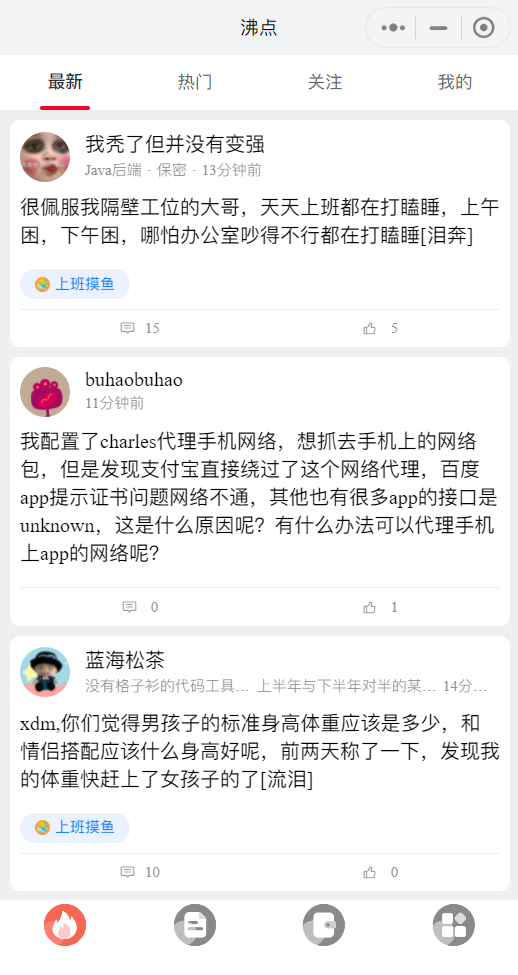 沸点
最新 热门 关注 我的
我秃了但并没有变强
Java后端 · 保密 · 13分钟前
很佩服我隔壁工位的大哥，天天上班都在打瞌睡，上午
困，下午困，哪怕办公室吵得不行都在打瞌睡[泪奔]
上班摸鱼
15 5
buhaobuhao
11分钟前
我配置了charles代理手机网络，想抓去手机上的网络
包，但是发现支付宝直接绕过了这个网络代理，百度
app提示证书问题网络不通，其他也有很多app的接口是
unknown，这是什么原因呢？有什么办法可以代理手机
上app的网络呢？
0 1
蓝海松茶
没有格子衫的代码工具... 上半年与下半年对半的某... 14分...
xdm,你们觉得男孩子的标准身高体重应该是多少，和
情侣搭配应该什么身高好呢，前两天称了一下，发现我
的体重快赶上了女孩子的了[流泪]
上班摸鱼
10 0